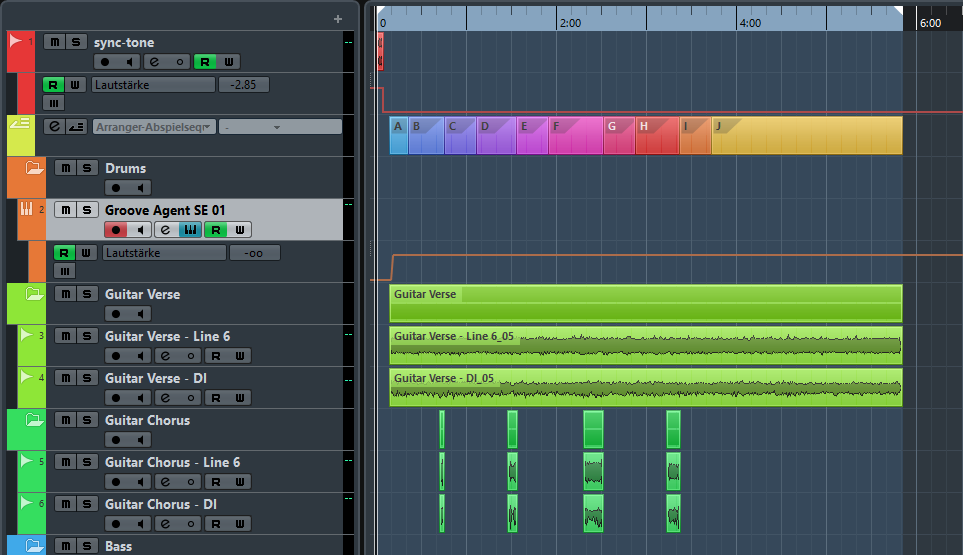 +
0 2:00 4:00 6:00
1 M S sync-tone
e R W
R W Lautstärke -2.85
e Arranger-Abspielseq -
A B C D E F G H I J
M S Drums
2 M S Groove Agent SE 01
e R W
R W Lautstärke -oo
M S Guitar Verse
Guitar Verse
3 M S Guitar Verse - Line 6
e R W
Guitar Verse - Line 6_05
4 M S Guitar Verse - DI
e R W
Guitar Verse - DI_05
M S Guitar Chorus
5 M S Guitar Chorus - Line 6
e R W
6 M S Guitar Chorus - DI
e R W
M S Bass